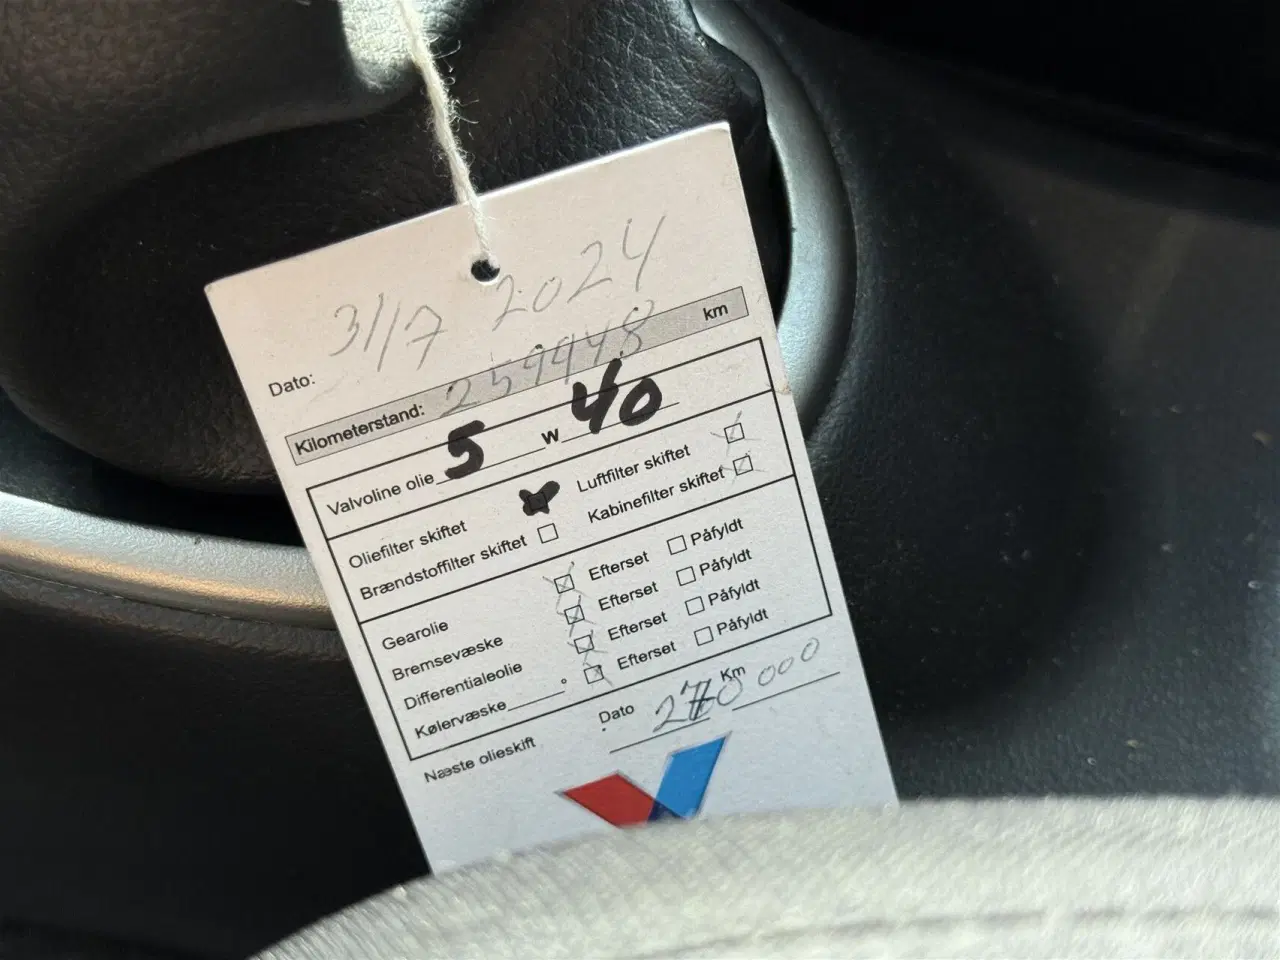 Dato: 31/7 2024
Kilometerstand: 259948 km
Valvoline olie 5 w 40
Oliefilter skiftet Luftfilter skiftet
Brændstoffilter skiftet Kabinefilter skiftet
Gearolie Efterset Påfyldt
Bremsevæske Efterset Påfyldt
Differentialeolie Efterset Påfyldt
Kølervæske ° Efterset Påfyldt
Næste olieskift Dato Km 270 000